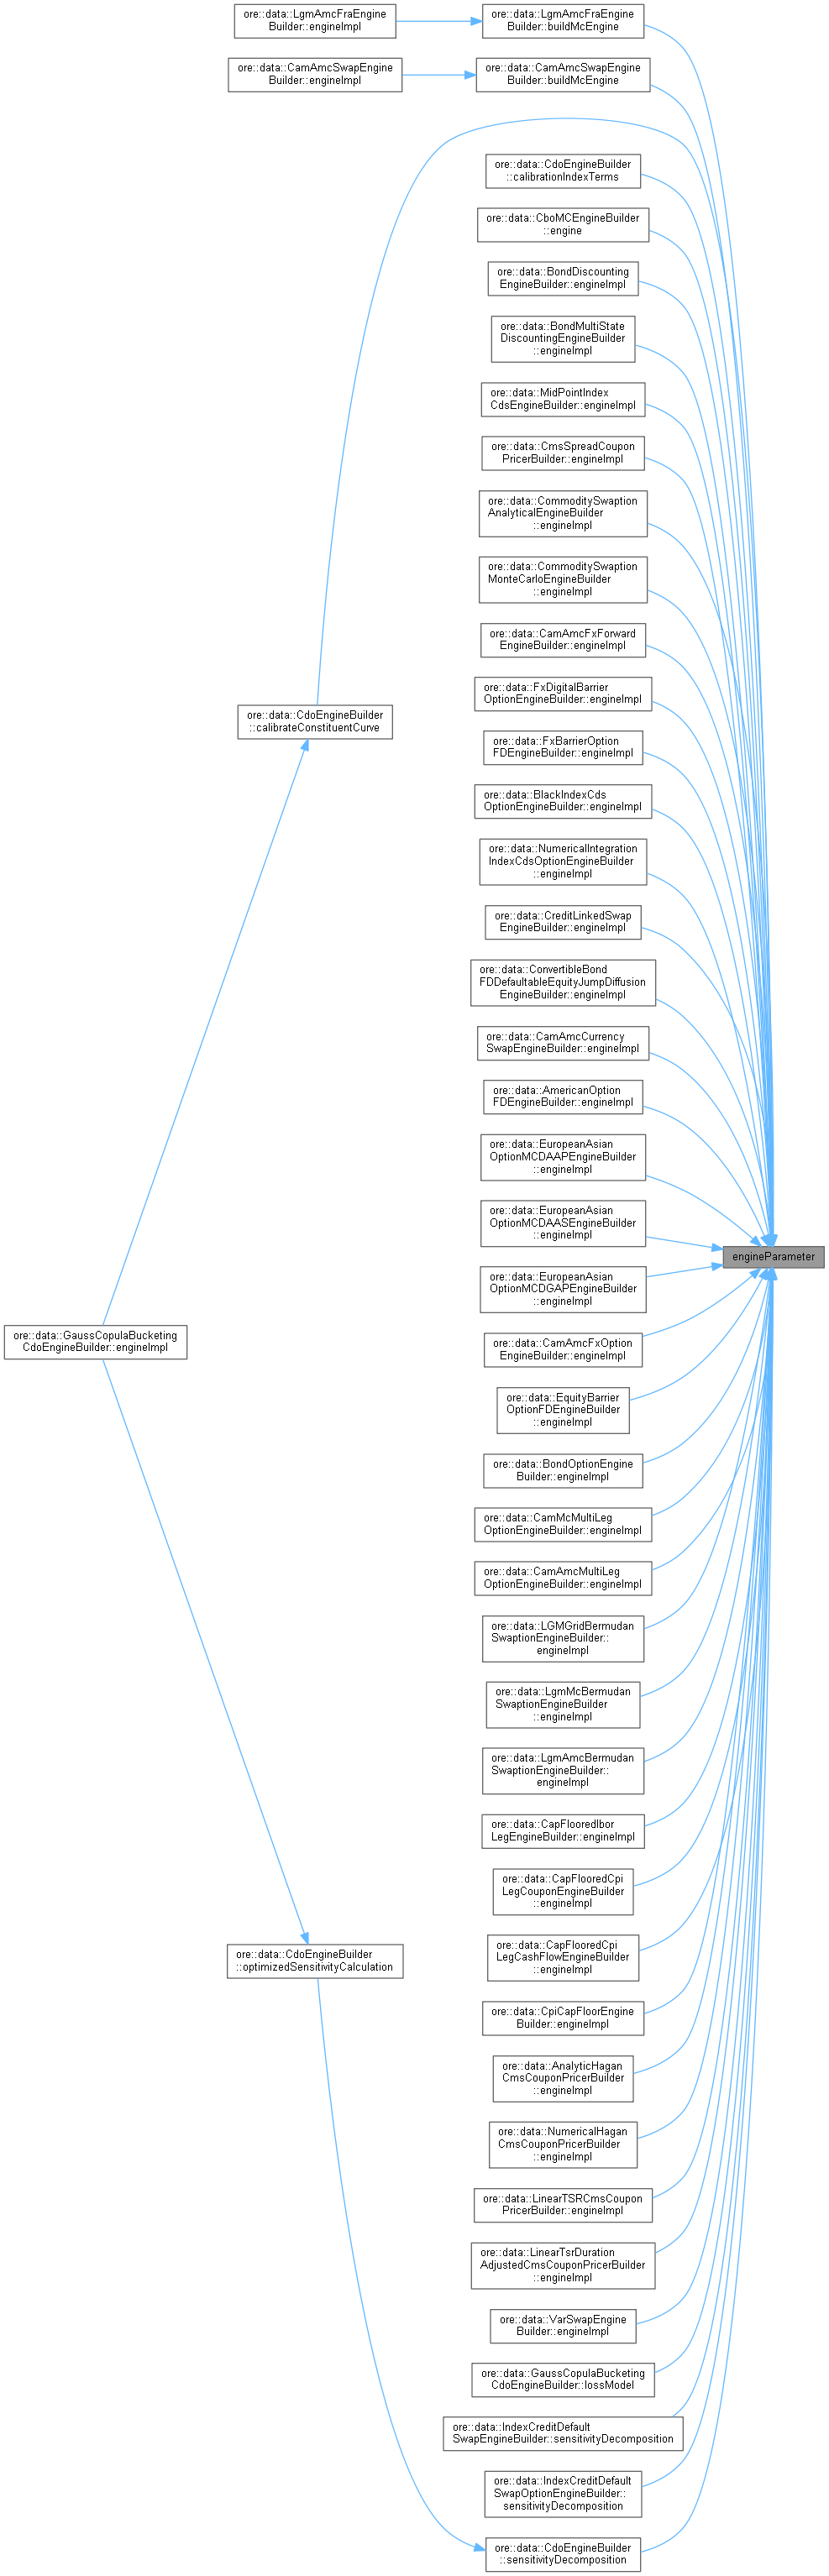 ore::data::LgmAmcFraEngine
Builder::engineImpl
ore::data::LgmAmcFraEngine
Builder::buildMcEngine
ore::data::CamAmcSwapEngine
Builder::engineImpl
ore::data::CamAmcSwapEngine
Builder::buildMcEngine
ore::data::CdoEngineBuilder
::calibrationIndexTerms
ore::data::CboMCEngineBuilder
::engine
ore::data::BondDiscounting
EngineBuilder::engineImpl
ore::data::BondMultiState
DiscountingEngineBuilder
::engineImpl
ore::data::MidPointIndex
CdsEngineBuilder::engineImpl
ore::data::CmsSpreadCoupon
PricerBuilder::engineImpl
ore::data::CommoditySwaption
AnalyticalEngineBuilder
::engineImpl
ore::data::CommoditySwaption
MonteCarloEngineBuilder
::engineImpl
ore::data::CamAmcFxForward
EngineBuilder::engineImpl
ore::data::FxDigitalBarrier
OptionEngineBuilder::engineImpl
ore::data::CdoEngineBuilder
::calibrateConstituentCurve
ore::data::FxBarrierOption
FDEngineBuilder::engineImpl
ore::data::BlackIndexCds
OptionEngineBuilder::engineImpl
ore::data::NumericalIntegration
IndexCdsOptionEngineBuilder
::engineImpl
ore::data::CreditLinkedSwap
EngineBuilder::engineImpl
ore::data::ConvertibleBond
FDDefaultableEquityJumpDiffusion
EngineBuilder::engineImpl
ore::data::CamAmcCurrency
SwapEngineBuilder::engineImpl
ore::data::AmericanOption
FDEngineBuilder::engineImpl
ore::data::EuropeanAsian
OptionMCDAAPEngineBuilder
::engineImpl
ore::data::EuropeanAsian
OptionMCDAASEngineBuilder
::engineImpl
engineParameter
ore::data::EuropeanAsian
OptionMCDGAPEngineBuilder
::engineImpl
ore::data::GaussCopulaBucketing
CdoEngineBuilder::engineImpl
ore::data::CamAmcFxOption
EngineBuilder::engineImpl
ore::data::EquityBarrier
OptionFDEngineBuilder
::engineImpl
ore::data::BondOptionEngine
Builder::engineImpl
ore::data::CamMcMultiLeg
OptionEngineBuilder::engineImpl
ore::data::CamAmcMultiLeg
OptionEngineBuilder::engineImpl
ore::data::LGMGridBermudan
SwaptionEngineBuilder::
engineImpl
ore::data::LgmMcBermudan
SwaptionEngineBuilder
::engineImpl
ore::data::LgmAmcBermudan
SwaptionEngineBuilder::
engineImpl
ore::data::CapFlooredIbor
LegEngineBuilder::engineImpl
ore::data::CapFlooredCpi
LegCouponEngineBuilder
::engineImpl
ore::data::CapFlooredCpi
LegCashFlowEngineBuilder
::engineImpl
ore::data::CdoEngineBuilder
::optimizedSensitivityCalculation
ore::data::CpiCapFloorEngine
Builder::engineImpl
ore::data::AnalyticHagan
CmsCouponPricerBuilder
::engineImpl
ore::data::NumericalHagan
CmsCouponPricerBuilder
::engineImpl
ore::data::LinearTSRCmsCoupon
PricerBuilder::engineImpl
ore::data::LinearTsrDuration
AdjustedCmsCouponPricerBuilder
::engineImpl
ore::data::VarSwapEngine
Builder::engineImpl
ore::data::GaussCopulaBucketing
CdoEngineBuilder::lossModel
ore::data::IndexCreditDefault
SwapEngineBuilder::sensitivityDecomposition
ore::data::IndexCreditDefault
SwapOptionEngineBuilder::
sensitivityDecomposition
ore::data::CdoEngineBuilder
::sensitivityDecomposition